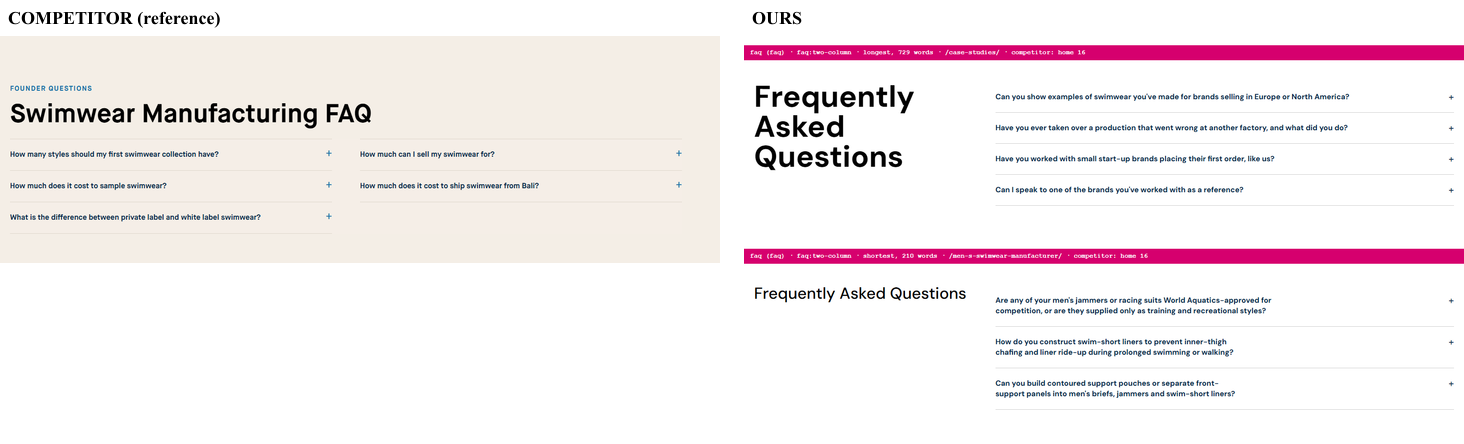 COMPETITOR (reference)
FOUNDER QUESTIONS
Swimwear Manufacturing FAQ
How many styles should my first swimwear collection have? +
How much does it cost to sample swimwear? +
What is the difference between private label and white label swimwear? +
How much can I sell my swimwear for? +
How much does it cost to ship swimwear from Bali? +
OURS
faq (faq) · faq:two-column · longest, 729 words · /case-studies/ · competitor: home 16
Frequently
Asked
Questions
Can you show examples of swimwear you've made for brands selling in Europe or North America? +
Have you ever taken over a production that went wrong at another factory, and what did you do? +
Have you worked with small start-up brands placing their first order, like us? +
Can I speak to one of the brands you've worked with as a reference? +
faq (faq) · faq:two-column · shortest, 210 words · /men-s-swimwear-manufacturer/ · competitor: home 16
Frequently Asked Questions
Are any of your men's jammers or racing suits World Aquatics-approved for +
competition, or are they supplied only as training and recreational styles?
How do you construct swim-short liners to prevent inner-thigh +
chafing and liner ride-up during prolonged swimming or walking?
Can you build contoured support pouches or separate front- +
support panels into men's briefs, jammers and swim-short liners?